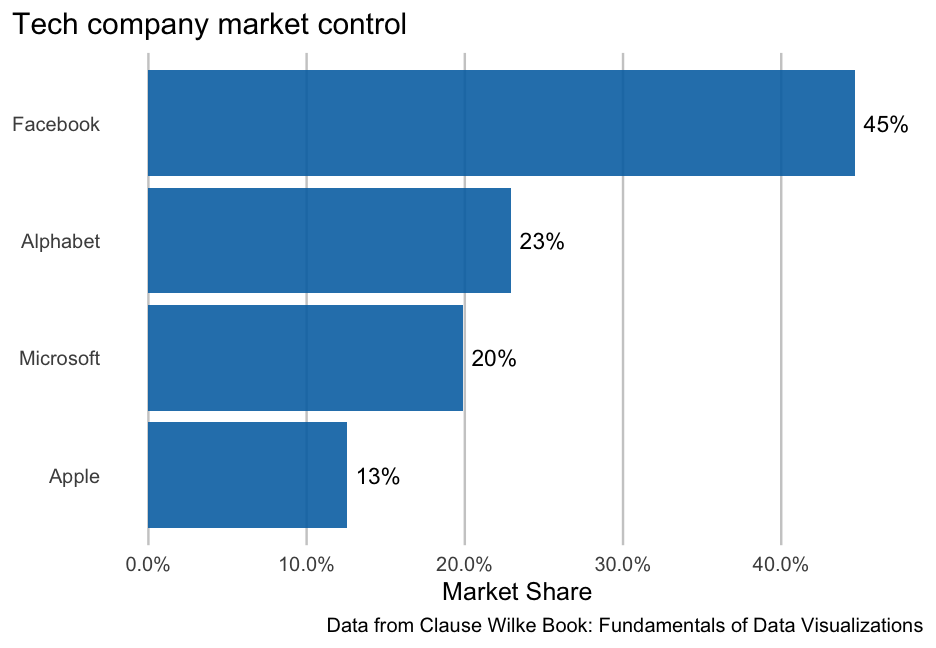 Tech company market control
Facebook 45%
Alphabet 23%
Microsoft 20%
Apple 13%
0.0% 10.0% 20.0% 30.0% 40.0%
Market Share
Data from Clause Wilke Book: Fundamentals of Data Visualizations